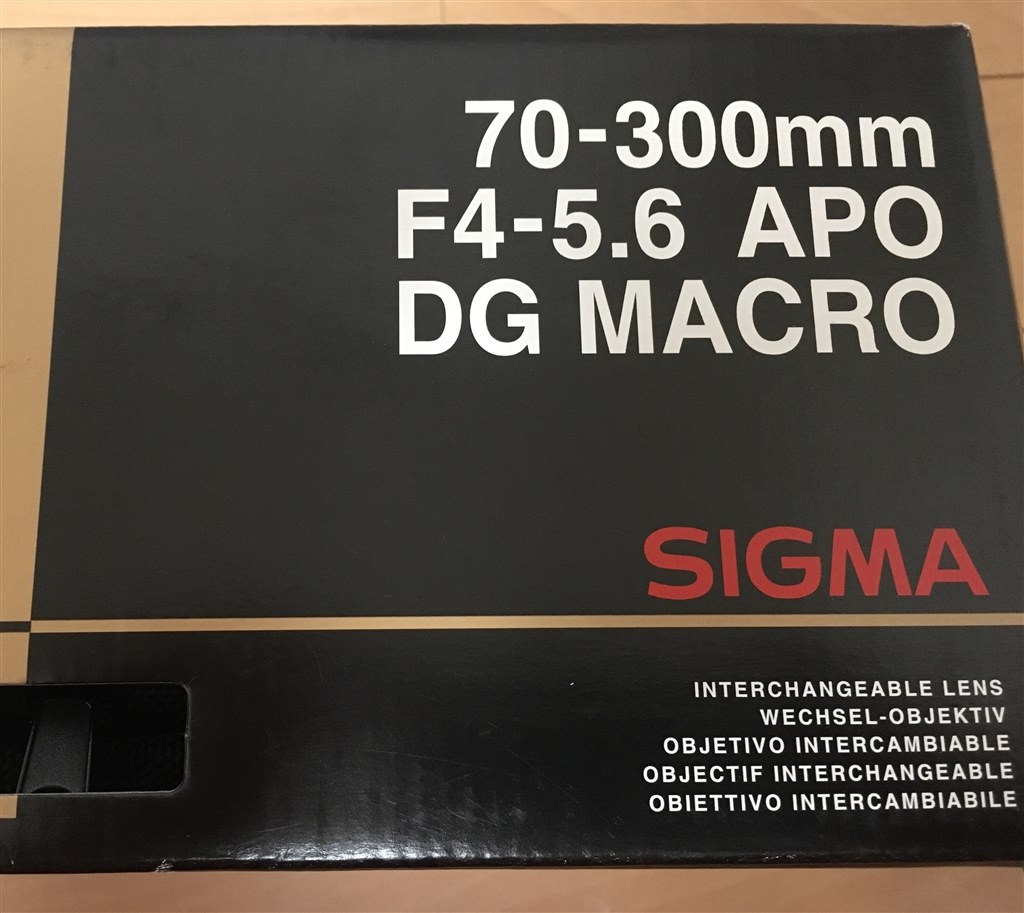 70-300mm
F4-5.6 APO
DG MACRO
SIGMA
INTERCHANGEABLE LENS
WECHSEL-OBJEKTIV
OBJETIVO INTERCAMBIABLE
OBJECTIF INTERCHANGEABLE
OBIETTIVO INTERCAMBIABILE